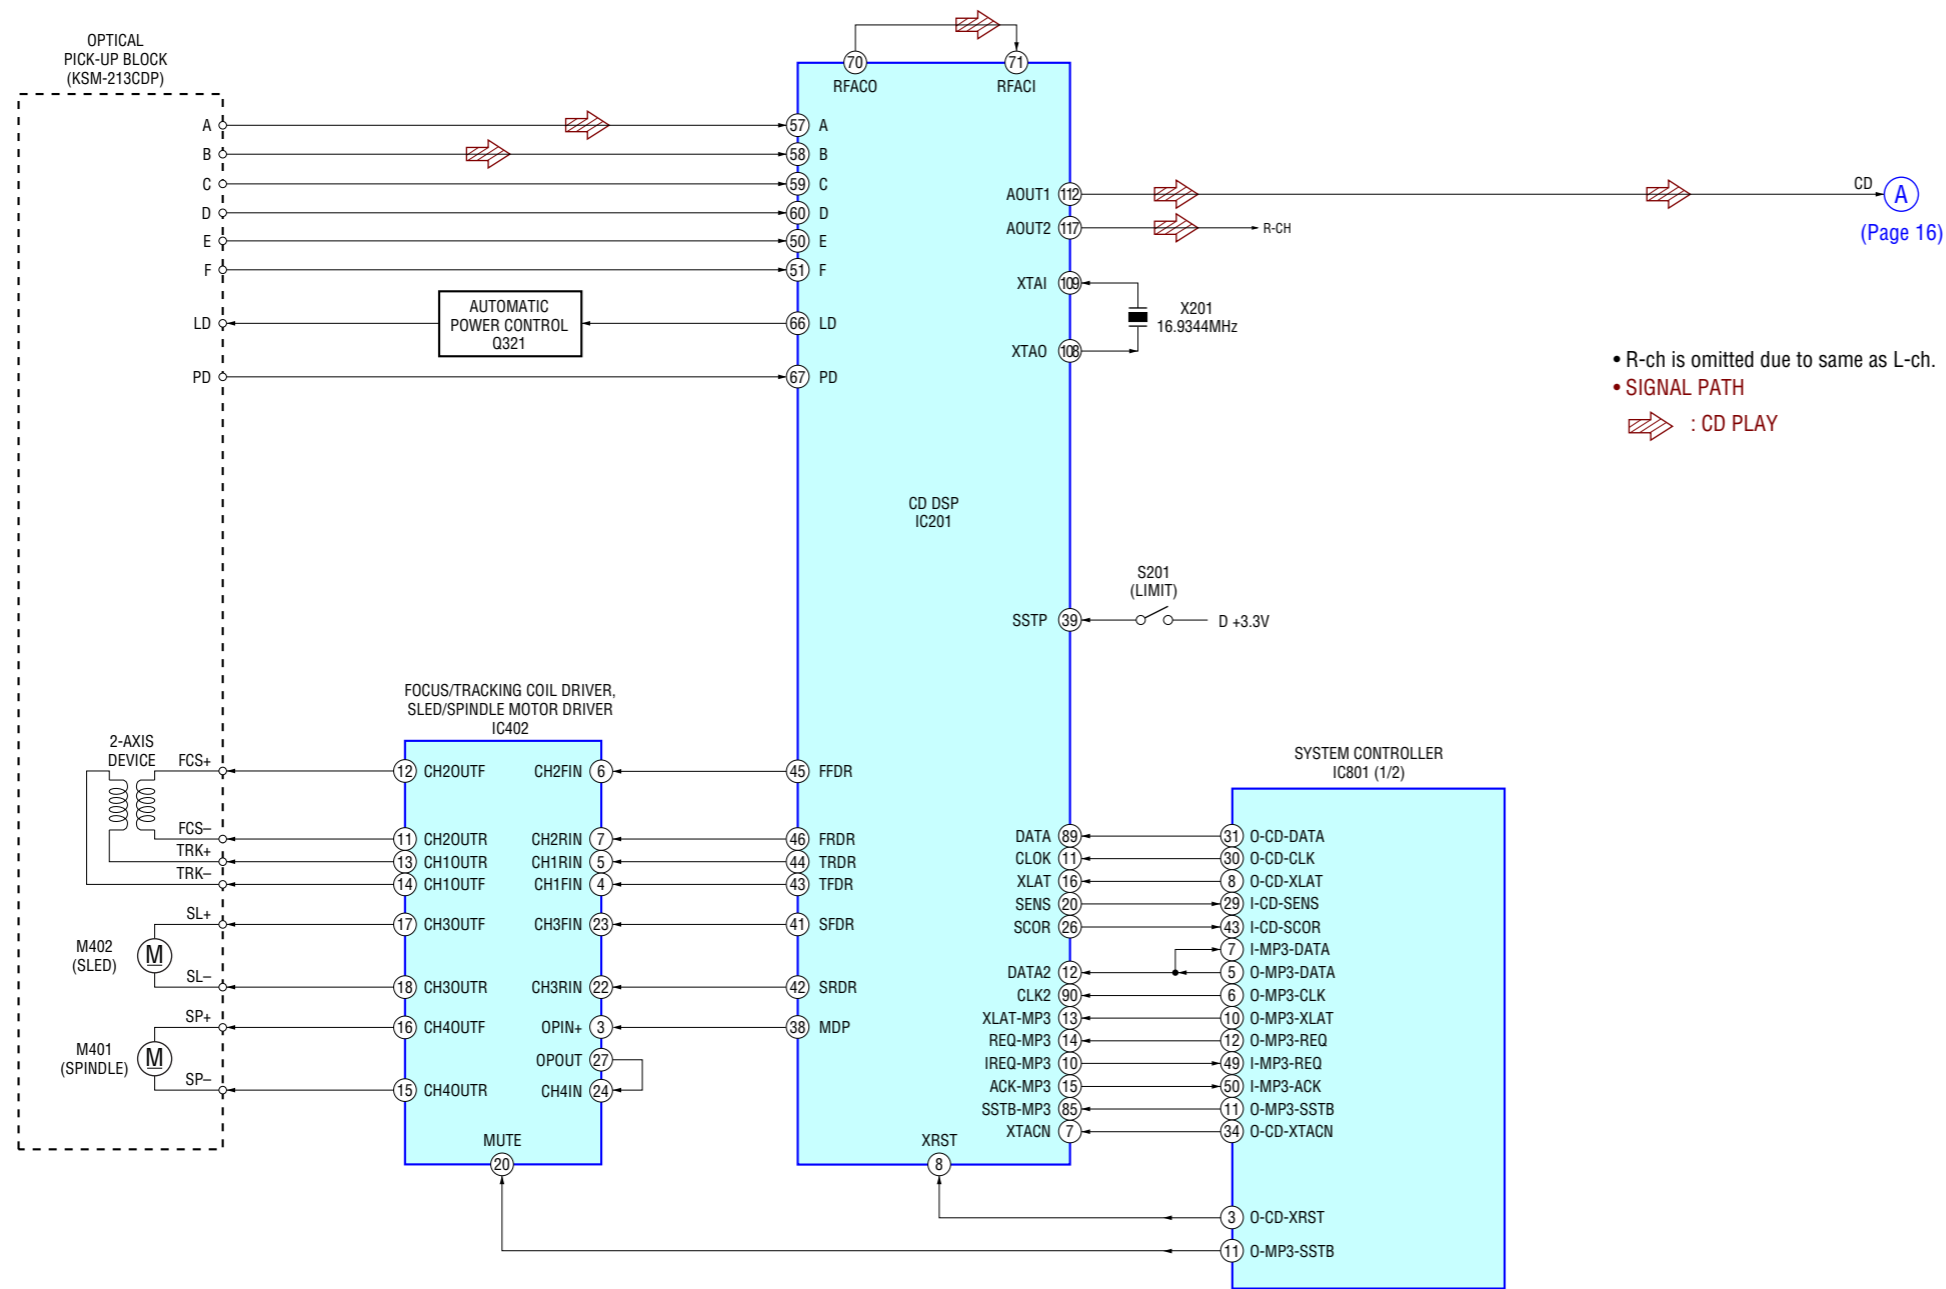 OPTICAL
PICK-UP BLOCK
(KSM-213CDP)
A
B
C
D
E
F
LD
PD
AUTOMATIC
POWER CONTROL
Q321
70
71
RFACO
RFACI
57 A
58 B
59 C
60 D
50 E
51 F
66 LD
67 PD
AOUT1 112
AOUT2 117
R-CH
XTAI 109
XTAO 108
X201
16.9344MHz
CD
A
(Page 16)
• R-ch is omitted due to same as L-ch.
• SIGNAL PATH
: CD PLAY
CD DSP
IC201
S201
(LIMIT)
SSTP 39
D +3.3V
FOCUS/TRACKING COIL DRIVER,
SLED/SPINDLE MOTOR DRIVER
IC402
2-AXIS
DEVICE
FCS+
FCS–
TRK+
TRK–
SL+
M402
(SLED)
M
SL–
SP+
M401
(SPINDLE)
M
SP–
12 CH2OUTF
11 CH2OUTR
13 CH1OUTR
14 CH1OUTF
17 CH3OUTF
18 CH3OUTR
16 CH4OUTF
15 CH4OUTR
CH2FIN 6
CH2RIN 7
CH1RIN 5
CH1FIN 4
CH3FIN 23
CH3RIN 22
OPIN+ 3
OPOUT 27
CH4IN 24
MUTE
20
45 FFDR
46 FRDR
44 TRDR
43 TFDR
41 SFDR
42 SRDR
38 MDP
XRST
8
DATA 89
CLOK 11
XLAT 16
SENS 20
SCOR 26
DATA2 12
CLK2 90
XLAT-MP3 13
REQ-MP3 14
IREQ-MP3 10
ACK-MP3 15
SSTB-MP3 85
XTACN 7
SYSTEM CONTROLLER
IC801 (1/2)
31 O-CD-DATA
30 O-CD-CLK
8 O-CD-XLAT
29 I-CD-SENS
43 I-CD-SCOR
7 I-MP3-DATA
5 O-MP3-DATA
6 O-MP3-CLK
10 O-MP3-XLAT
12 O-MP3-REQ
49 I-MP3-REQ
50 I-MP3-ACK
11 O-MP3-SSTB
34 O-CD-XTACN
3 O-CD-XRST
11 O-MP3-SSTB